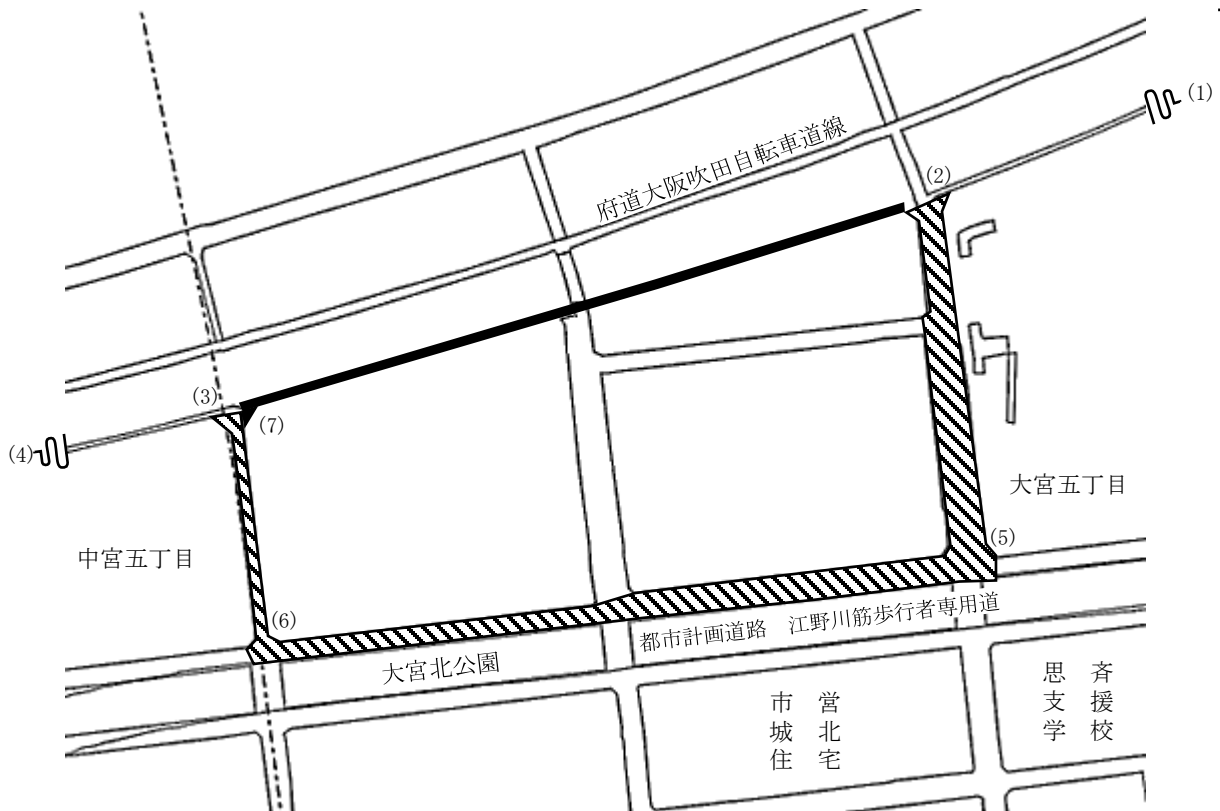 (1)
府道大阪吹田自転車道線
(2)
(3)
(7)
(4)
大宮五丁目
(5)
中宮五丁目
(6)
都市計画道路　江野川筋歩行者専用道
大宮北公園
市　営
城　北
住　宅
思　斉
支　援
学　校